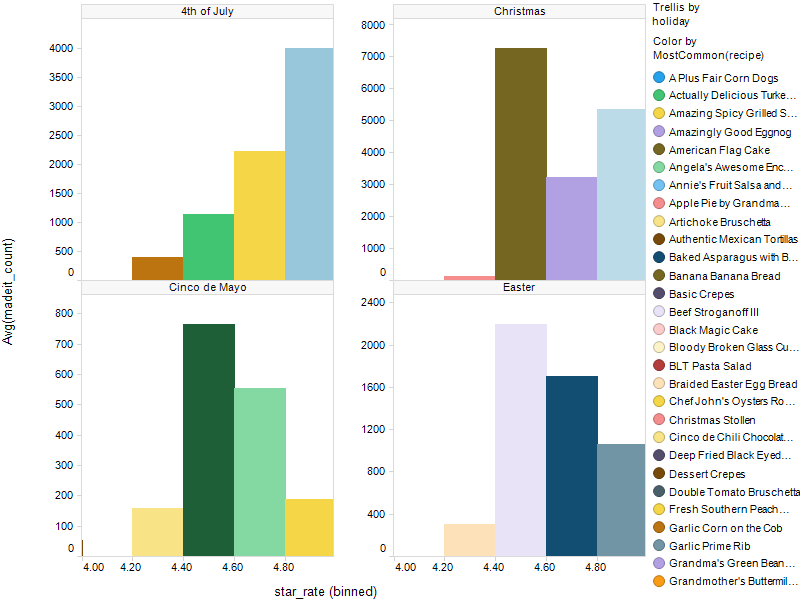 4th of July
Christmas
Trellis by
holiday
Color by
MostCommon(recipe)
A Plus Fair Corn Dogs
Actually Delicious Turke...
Amazing Spicy Grilled S...
Amazingly Good Eggnog
American Flag Cake
Angela's Awesome Enc...
Annie's Fruit Salsa and...
Apple Pie by Grandma...
Artichoke Bruschetta
Authentic Mexican Tortillas
Baked Asparagus with B...
Banana Banana Bread
Basic Crepes
Beef Stroganoff III
Black Magic Cake
Bloody Broken Glass Cu...
BLT Pasta Salad
Braided Easter Egg Bread
Chef John's Oysters Ro...
Christmas Stollen
Cinco de Chili Chocolat...
Deep Fried Black Eyed...
Dessert Crepes
Double Tomato Bruschetta
Fresh Southern Peach...
Garlic Corn on the Cob
Garlic Prime Rib
Grandma's Green Bean...
Grandmother's Buttermil...
4000
3500
3000
2500
2000
1500
1000
500
0
8000
7000
6000
5000
4000
3000
2000
1000
0
Cinco de Mayo
Easter
800
700
600
500
400
300
200
100
0
2400
2000
1600
1200
800
400
0
4.00 4.20 4.40 4.60 4.80
4.00 4.20 4.40 4.60 4.80
Avg(madeit_count)
star_rate (binned)